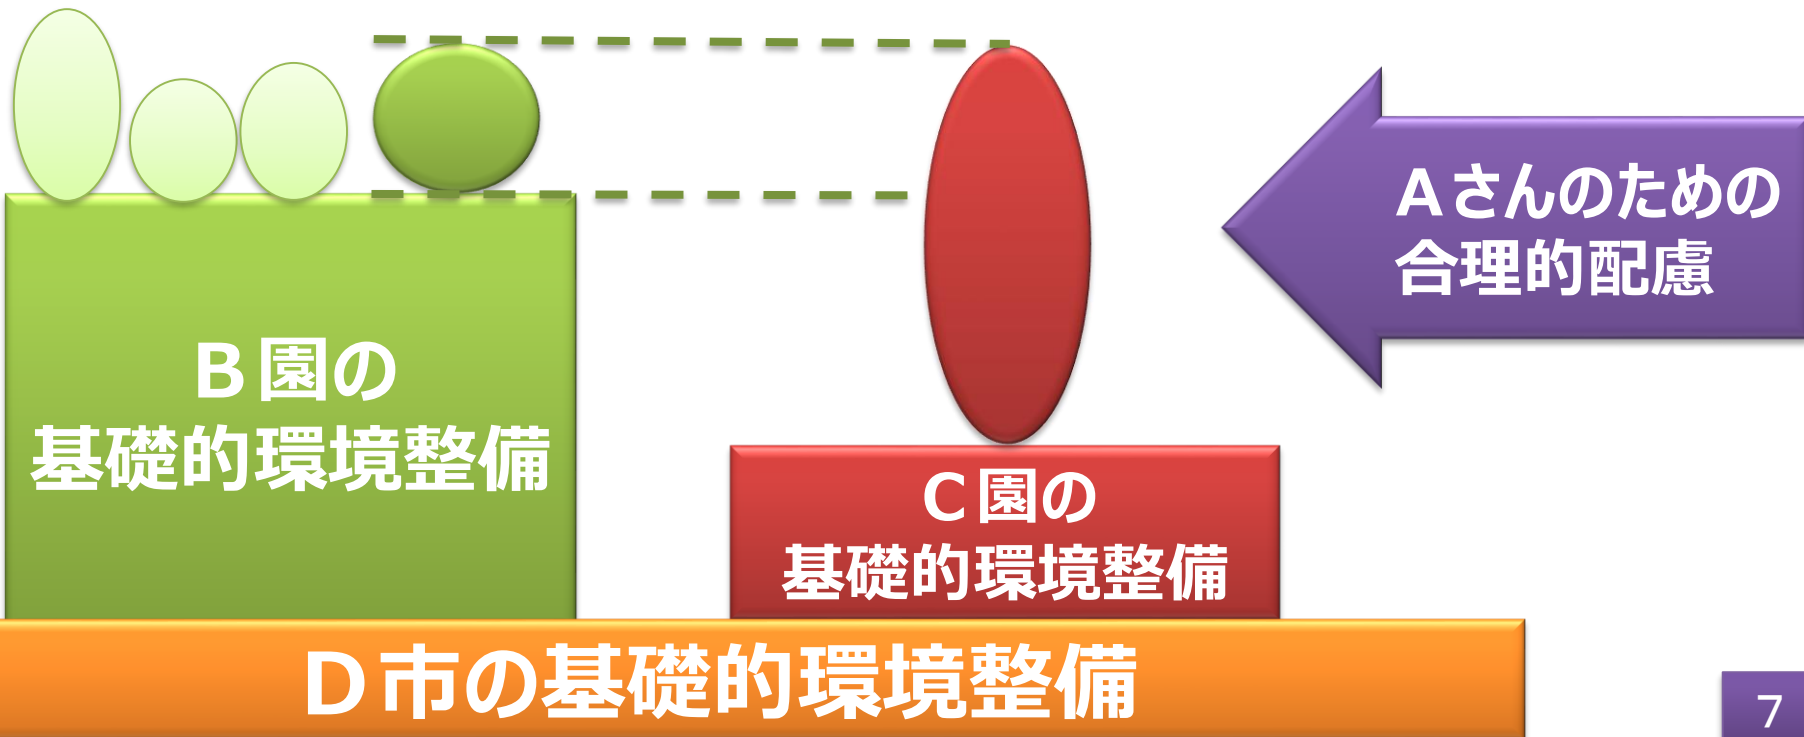 Aさんのための
合理的配慮
B園の
基礎的環境整備
C園の
基礎的環境整備
D市の基礎的環境整備
7